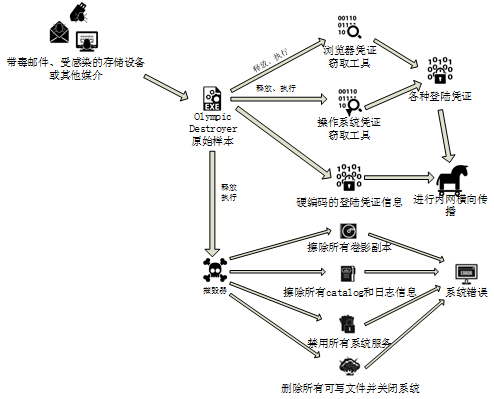 带毒邮件、受感染的存储设备
或其他媒介
EXE
Olympic
Destroyer
原始样本
释放、执行
释放、执行
浏览器凭证
窃取工具
操作系统凭证
窃取工具
各种登陆凭证
硬编码的登陆凭证信息
进行内网横向传
播
释放
执行
摧毁器
擦除所有卷影副本
擦除所有catalog和日志信息
禁用所有系统服务
删除所有可写文件并关闭系统
ERROR
系统错误